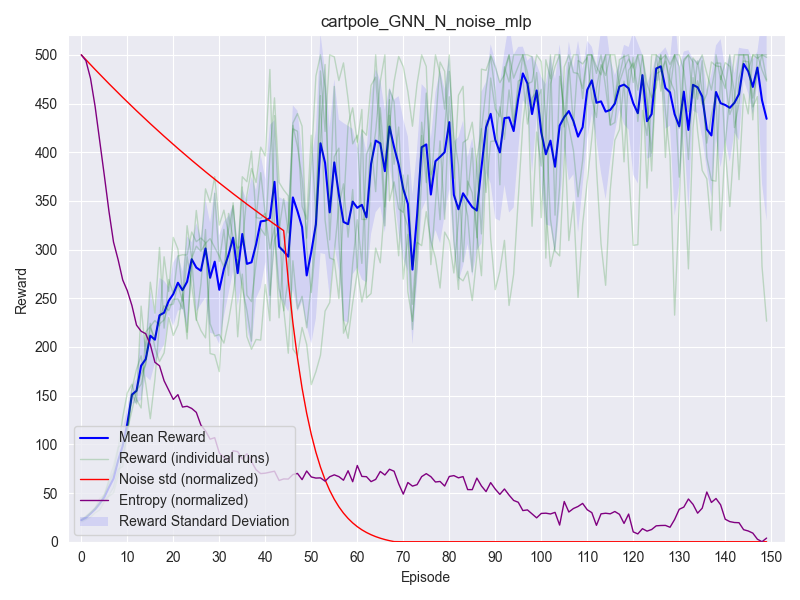 cartpole_GNN_N_noise_mlp
500
450
400
350
300
250
200
150
100
50
0
Reward
Mean Reward
Reward (individual runs)
Noise std (normalized)
Entropy (normalized)
Reward Standard Deviation
0 10 20 30 40 50 60 70 80 90 100 110 120 130 140 150
Episode